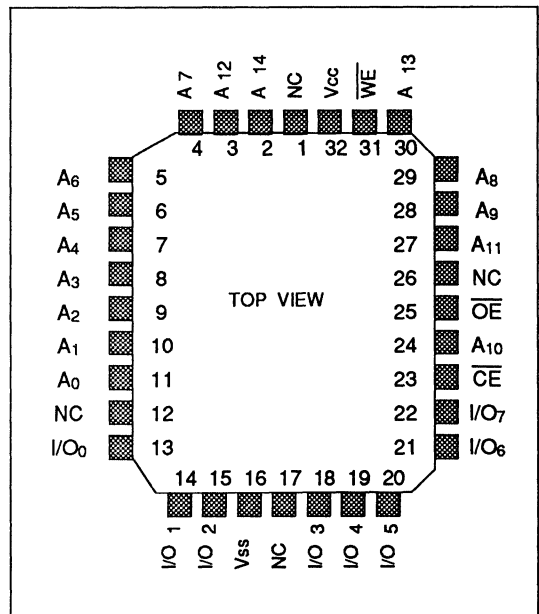 A 7 A 12 A 14 NC Vcc WE A 13
4 3 2 1 32 31 30
A6 5 29 A8
A5 6 28 A9
A4 7 27 A11
A3 8 26 NC
A2 9 TOP VIEW 25 OE
A1 10 24 A10
A0 11 23 CE
NC 12 22 I/O7
I/O0 13 21 I/O6
14 15 16 17 18 19 20
I/O 1 I/O 2 Vss NC I/O 3 I/O 4 I/O 5